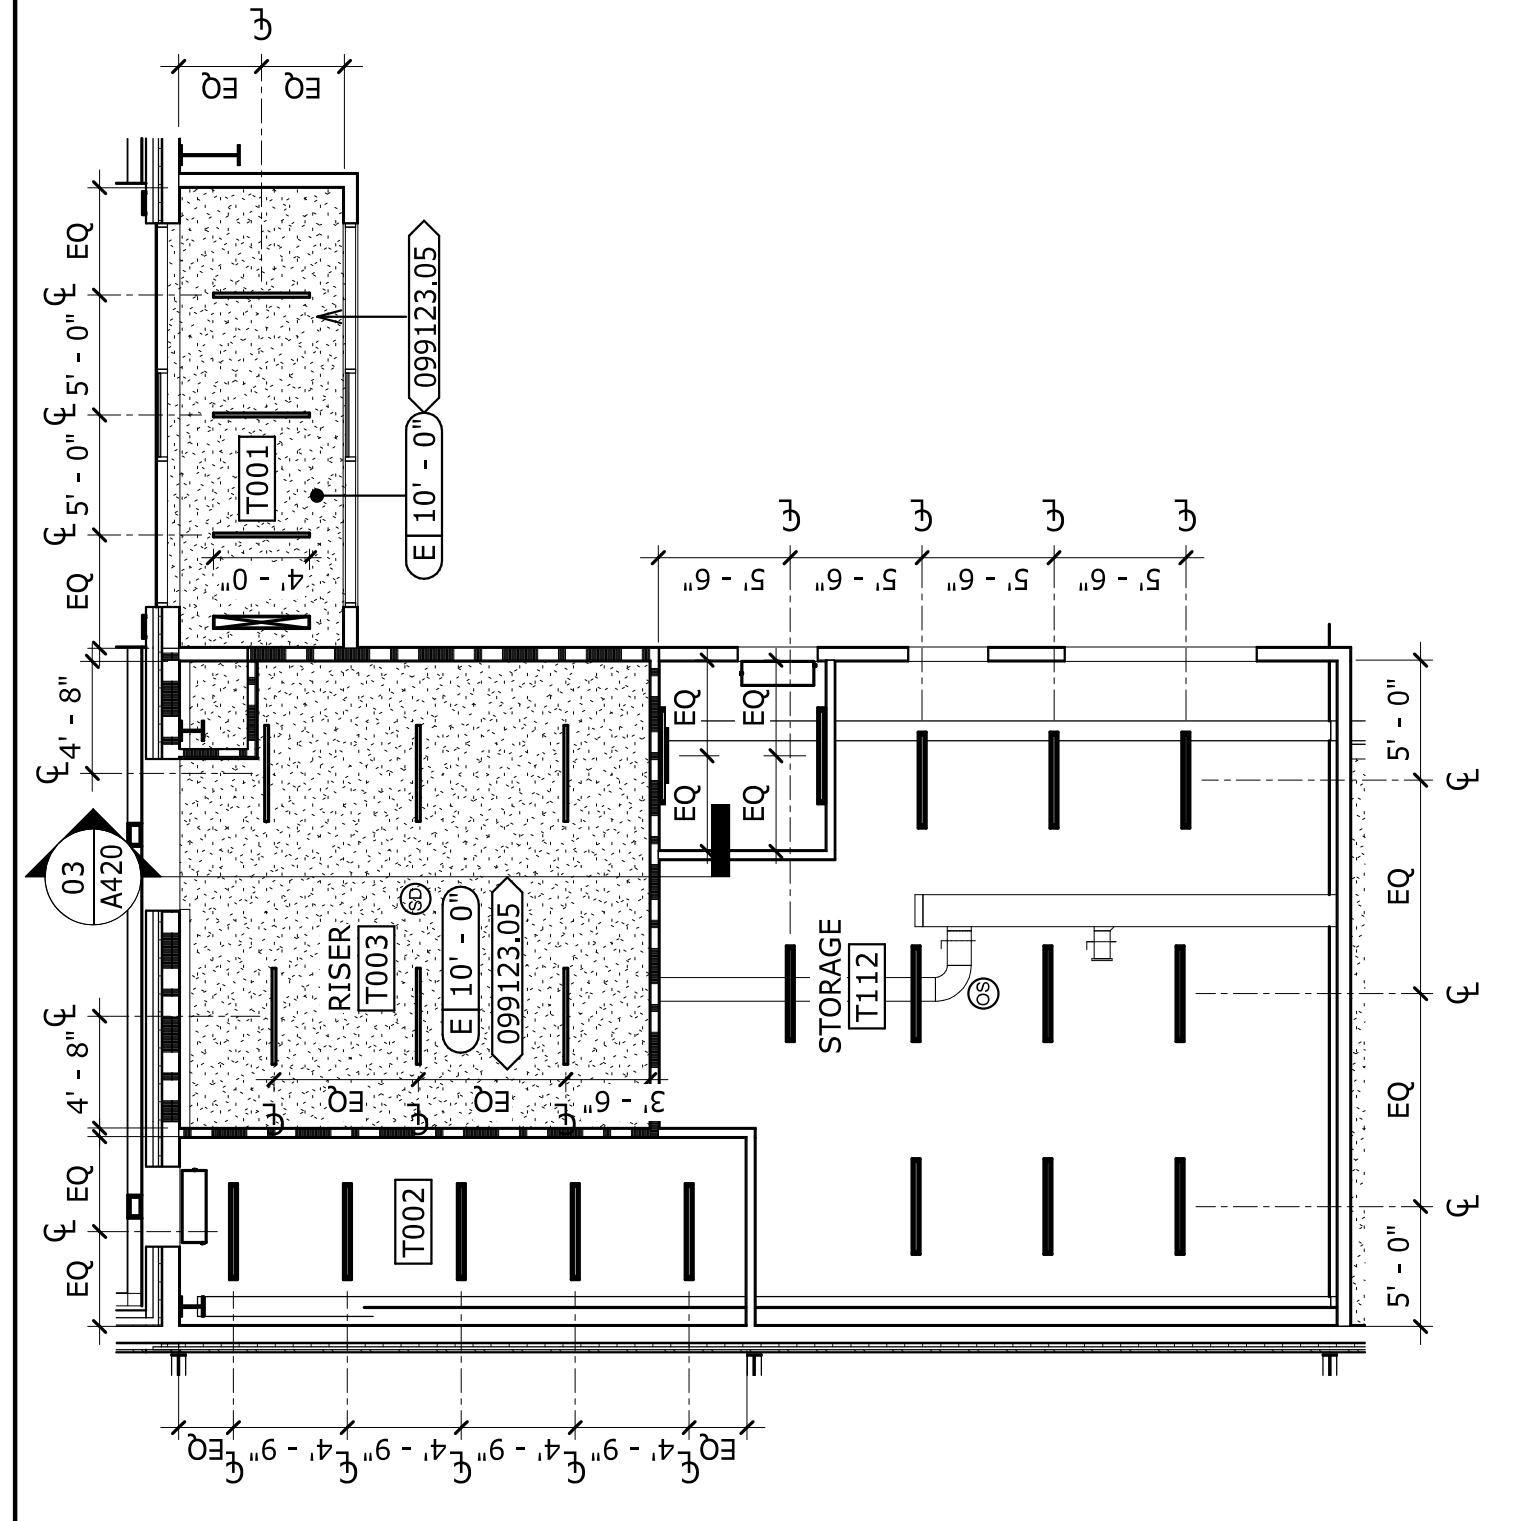 ℄
EQ EQ
EQ
℄
5' - 0"
℄
5' - 0"
℄
EQ
4' - 0"
T001
099123.05
E 10' - 0"
℄ ℄ ℄ ℄
5' - 6" 5' - 6" 5' - 6" 5' - 6"
4' - 8"
℄
03
A420
℄
4' - 8"
EQ
℄
EQ
RISER
T003
SD
E 10' - 0"
099123.05
EQ EQ 3' - 6"
℄ ℄ ℄
EQ EQ
EQ EQ
STORAGE
T112
OS
T002
5' - 0"
℄
EQ
℄
EQ
℄
5' - 0"
EQ 4' - 9" 4' - 9" 4' - 9" 4' - 9" EQ
℄ ℄ ℄ ℄ ℄